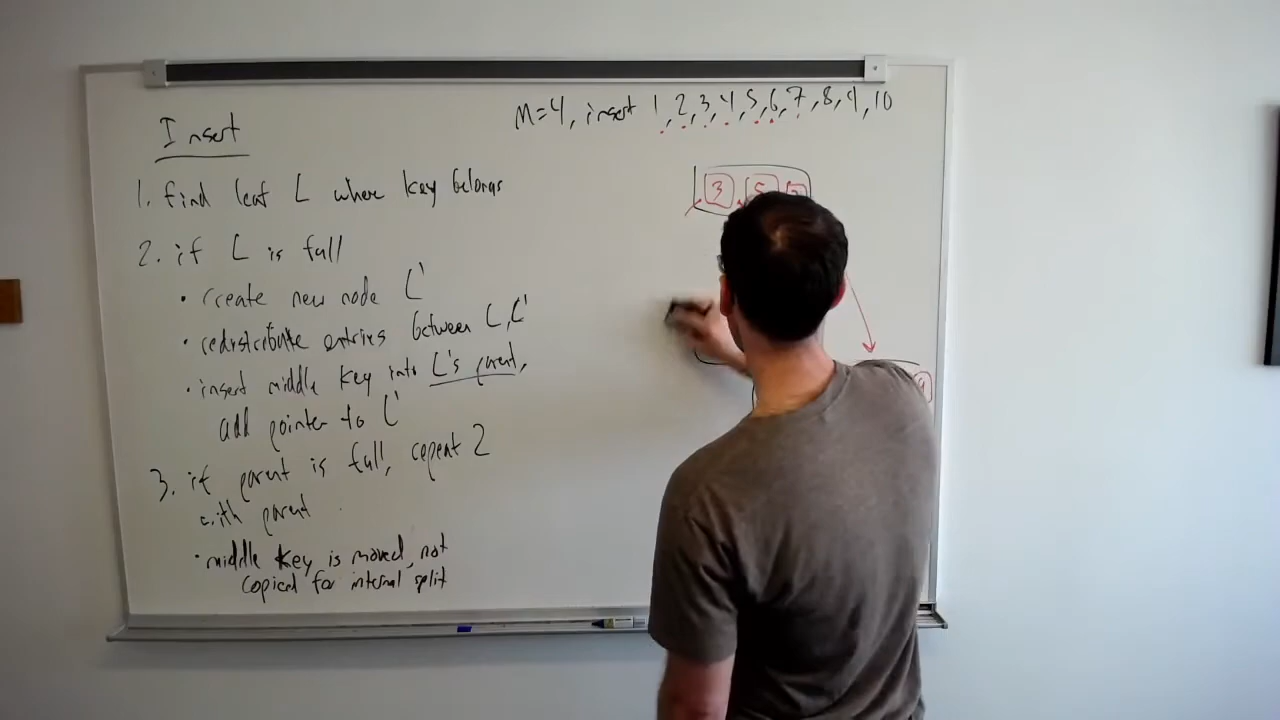 Insert
M=4, insert 1, 2, 3, 4, 5, 6, 7, 8, 9, 10
1. find leaf L where key belongs
2. if L is full
• create new node L'
• redistribute entries between L, L'
• insert middle key into L's parent,
add pointer to L'
3. if parent is full, repeat 2
with parent
• middle key is moved, not
copied for internal split
3 5